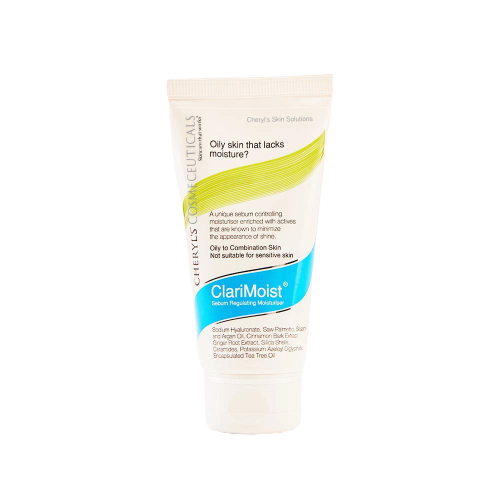 CHERYL'S COSMECEUTICALS
Skincare that works!
Cheryl's Skin Solutions
Oily skin that lacks
moisture?
A unique sebum controlling
moisturiser enriched with actives
that are known to minimize
the appearance of shine.
Oily to Combination Skin
Not suitable for sensitive skin
ClariMoist®
Sebum Regulating Moisturiser
Sodium Hyaluronate, Saw Palmetto,
and Argan Oil, Cinnamon Bark Extract,
Ginger Root Extract, Silica Shells,
Ceramides, Potassium Azeloyl Diglycinate,
Encapsulated Tea Tree Oil